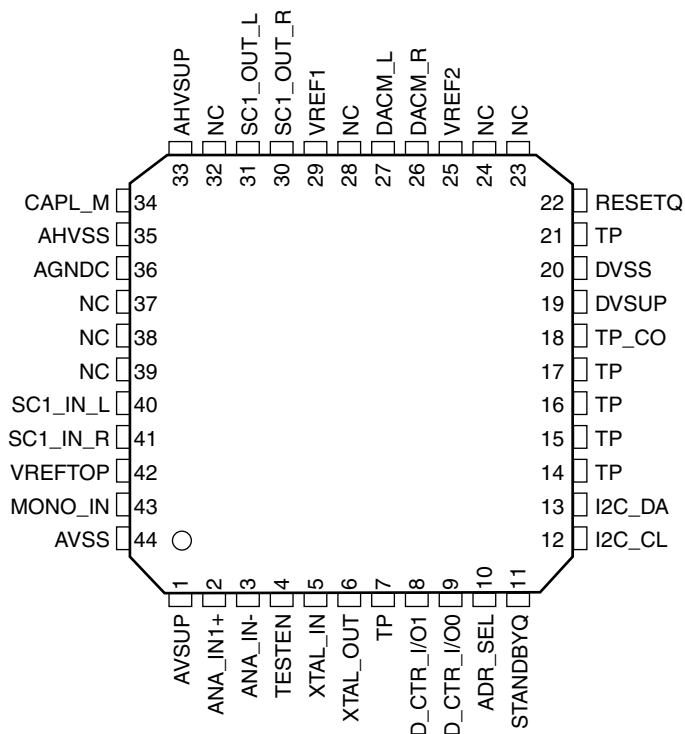 AHVSUP
NC
SC1_OUT_L
SC1_OUT_R
VREF1
NC
DACM_L
DACM_R
VREF2
NC
NC
33 32 31 30 29 28 27 26 25 24 23
CAPL_M 34 22 RESETQ
AHVSS 35 21 TP
AGNDC 36 20 DVSS
NC 37 19 DVSUP
NC 38 18 TP_CO
NC 39 17 TP
SC1_IN_L 40 16 TP
SC1_IN_R 41 15 TP
VREFTOP 42 14 TP
MONO_IN 43 13 I2C_DA
AVSS 44 12 I2C_CL
1 2 3 4 5 6 7 8 9 10 11
AVSUP
ANA_IN1+
ANA_IN-
TESTEN
XTAL_IN
XTAL_OUT
TP
D_CTR_I/O1
D_CTR_I/O0
ADR_SEL
STANDBYQ